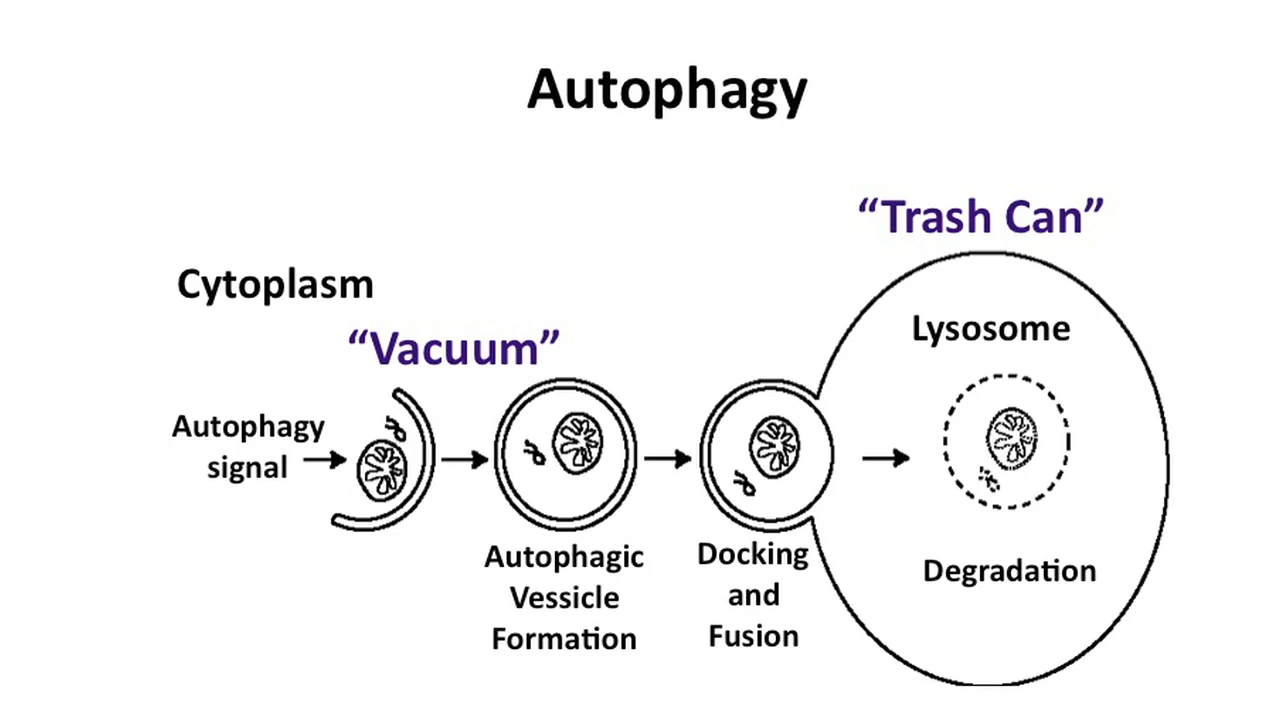 Autophagy
“Trash Can”
Cytoplasm
“Vacuum”
Lysosome
Autophagy
signal
Autophagic
Vessicle
Formation
Docking
and
Fusion
Degradation